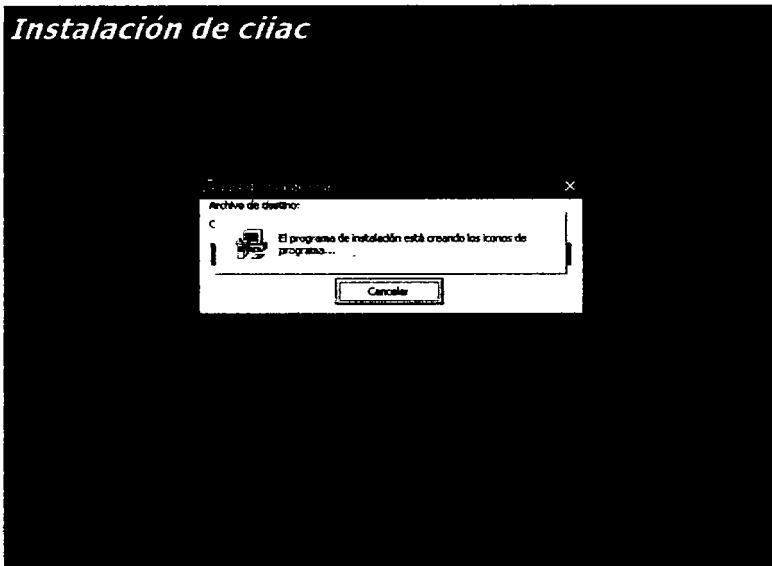 Instalación de ciiac
Archivo de destino:
C
El programa de instalación está creando los iconos de
programa...
Cancelar